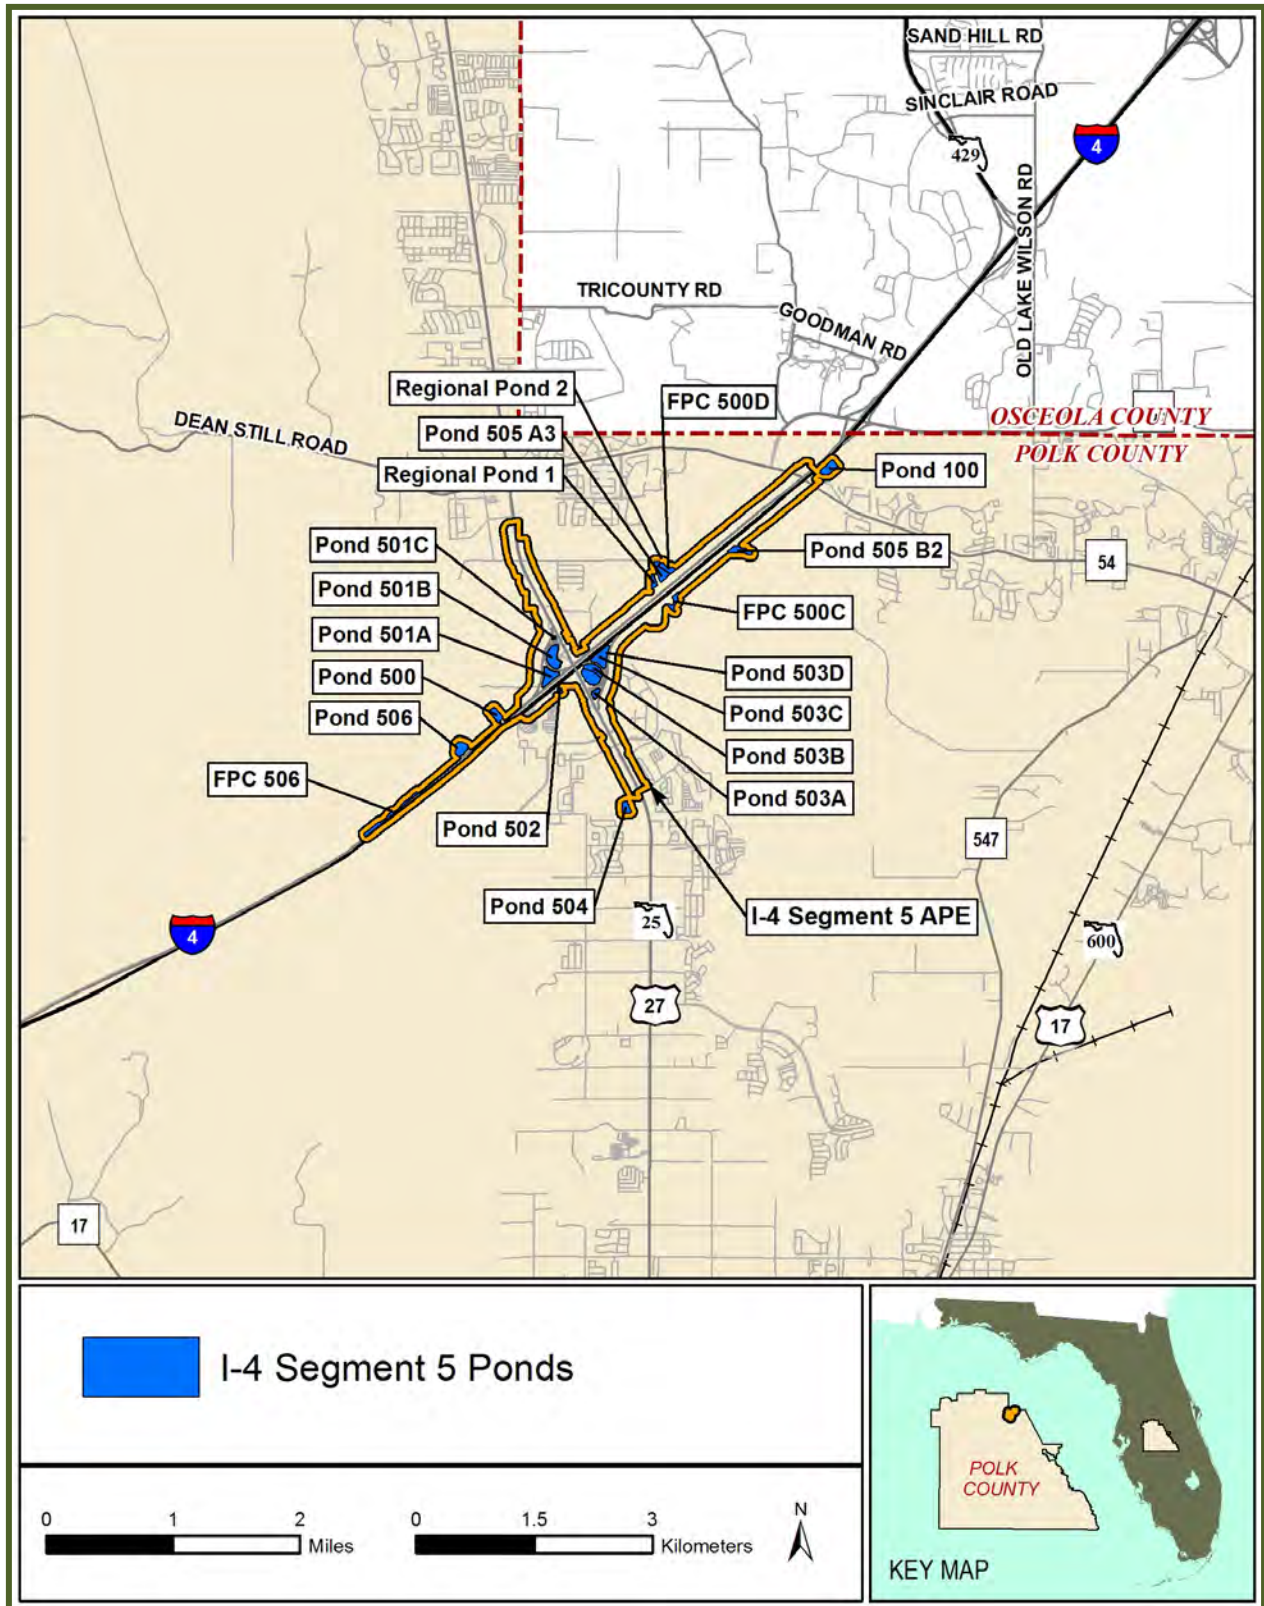 SAND HILL RD
SINCLAIR ROAD
429
4
OLD LAKE WILSON RD
TRICOUNTY RD
GOODMAN RD
OSCEOLA COUNTY
POLK COUNTY
DEAN STILL ROAD
Regional Pond 2
FPC 500D
Pond 505 A3
Regional Pond 1
Pond 100
Pond 501C
Pond 505 B2
54
Pond 501B
FPC 500C
Pond 501A
Pond 500
Pond 503D
Pond 506
Pond 503C
Pond 503B
FPC 506
Pond 503A
Pond 502
547
Pond 504
I-4 Segment 5 APE
25
4
600
27
17
17
I-4 Segment 5 Ponds
0 1 2
Miles
0 1.5 3
Kilometers
N
POLK
COUNTY
KEY MAP